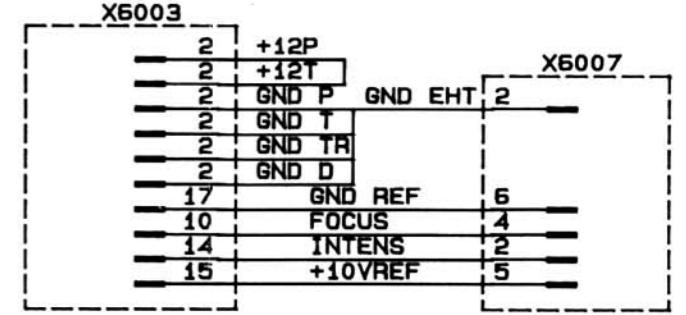 X6003
X6007
2 +12P
2 +12T
2 GND P GND EHT 2
2 GND T
2 GND TR
2 GND D
17 GND REF 6
10 FOCUS 4
14 INTENS 2
15 +10VREF 5